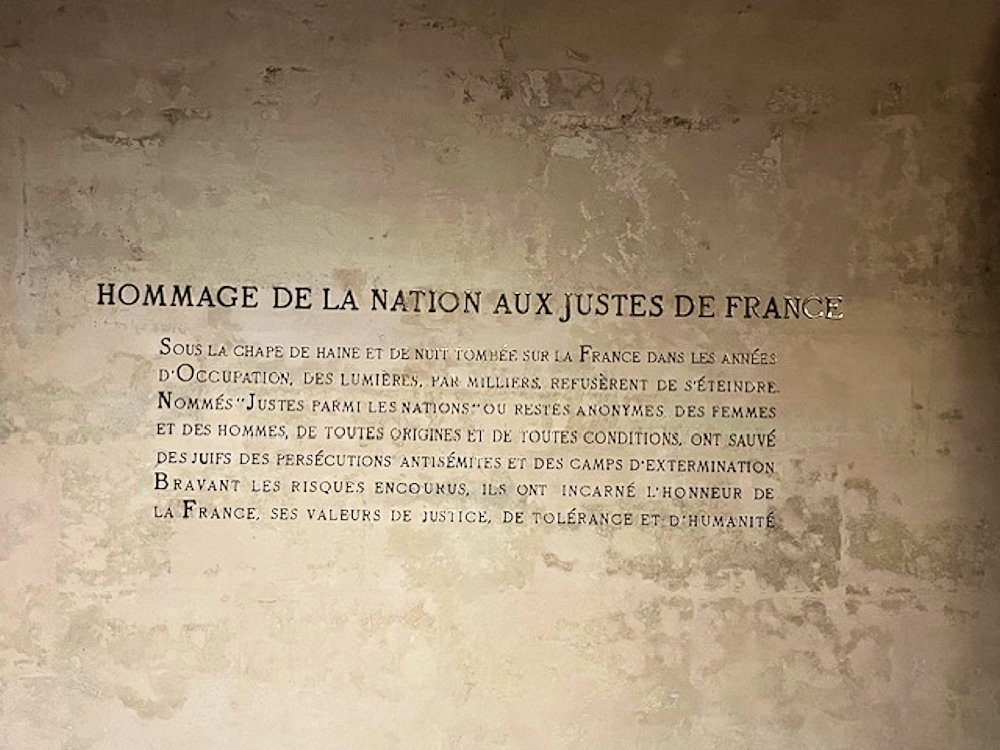 HOMMAGE DE LA NATION AUX JUSTES DE FRANCE
SOUS LA CHAPE DE HAINE ET DE NUIT TOMBÉE SUR LA FRANCE DANS LES ANNÉES
D'OCCUPATION, DES LUMIÈRES, PAR MILLIERS, REFUSÈRENT DE S'ÉTEINDRE.
NOMMÉS "JUSTES PARMI LES NATIONS" OU RESTÉS ANONYMES, DES FEMMES
ET DES HOMMES, DE TOUTES ORIGINES ET DE TOUTES CONDITIONS, ONT SAUVÉ
DES JUIFS DES PERSÉCUTIONS ANTISÉMITES ET DES CAMPS D'EXTERMINATION
BRAVANT LES RISQUES ENCOURUS, ILS ONT INCARNÉ L'HONNEUR DE
LA FRANCE, SES VALEURS DE JUSTICE, DE TOLÉRANCE ET D'HUMANITÉ